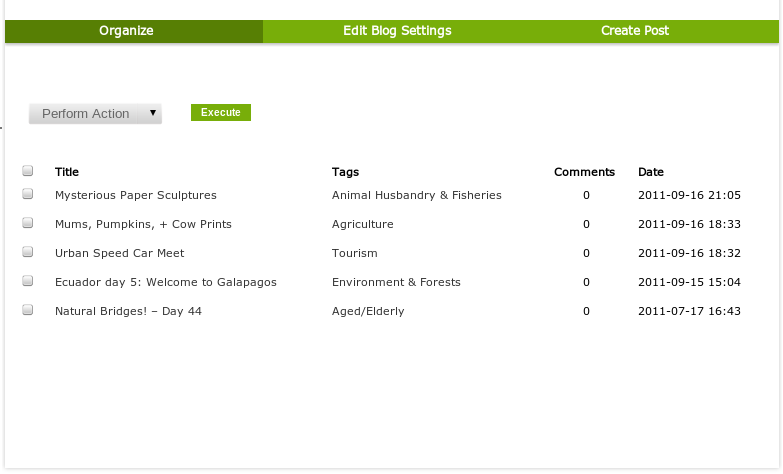 Organize Edit Blog Settings Create Post
Perform Action Execute
Title Tags Comments Date
Mysterious Paper Sculptures Animal Husbandry & Fisheries 0 2011-09-16 21:05
Mums, Pumpkins, + Cow Prints Agriculture 0 2011-09-16 18:33
Urban Speed Car Meet Tourism 0 2011-09-16 18:32
Ecuador day 5: Welcome to Galapagos Environment & Forests 0 2011-09-15 15:04
Natural Bridges! – Day 44 Aged/Elderly 0 2011-07-17 16:43